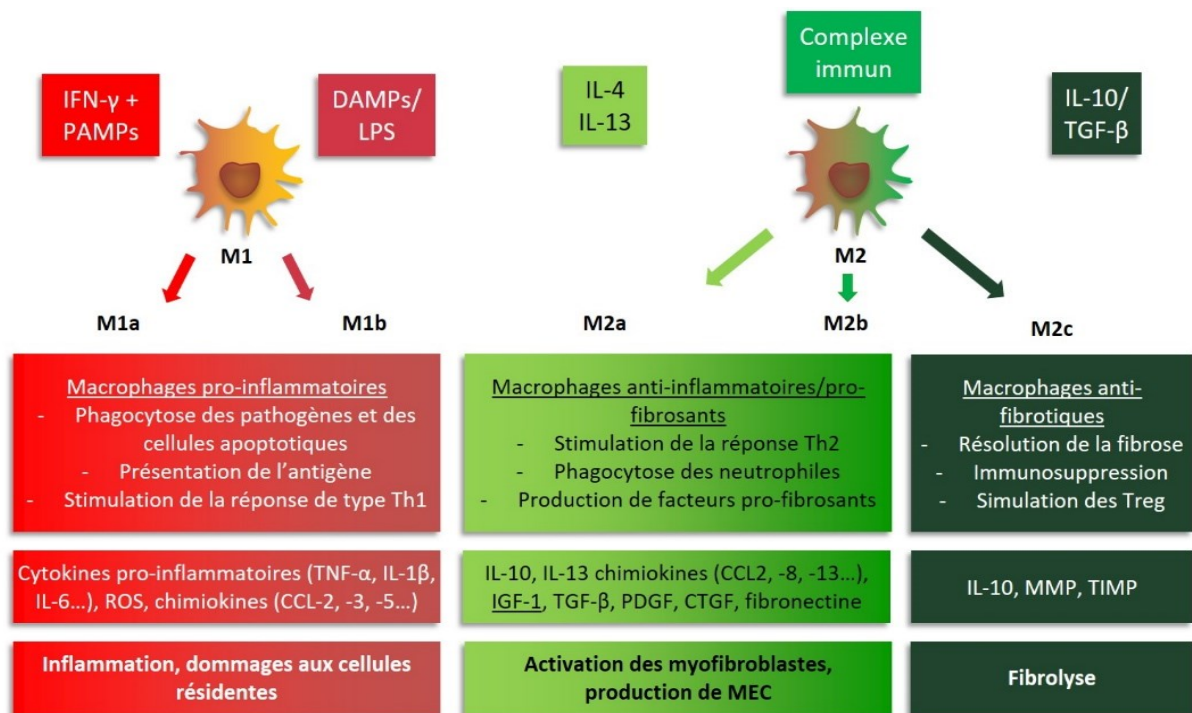 IFN-γ +
PAMPs
DAMPs/
LPS
IL-4
IL-13
Complexe
immun
IL-10/
TGF-β
M1
M2
M1a
M1b
M2a
M2b
M2c
Macrophages pro-inflammatoires
- Phagocytose des pathogènes et des
cellules apoptotiques
- Présentation de l'antigène
- Stimulation de la réponse de type Th1
Macrophages anti-inflammatoires/pro-
fibrosants
- Stimulation de la réponse Th2
- Phagocytose des neutrophiles
- Production de facteurs pro-fibrosants
Macrophages anti-
fibrotiques
- Résolution de la fibrose
- Immunosuppression
- Simulation des Treg
Cytokines pro-inflammatoires (TNF-α, IL-1β,
IL-6...), ROS, chimiokines (CCL-2, -3, -5...)
IL-10, IL-13 chimiokines (CCL2, -8, -13...),
IGF-1, TGF-β, PDGF, CTGF, fibronectine
IL-10, MMP, TIMP
Inflammation, dommages aux cellules
résidentes
Activation des myofibroblastes,
production de MEC
Fibrolyse